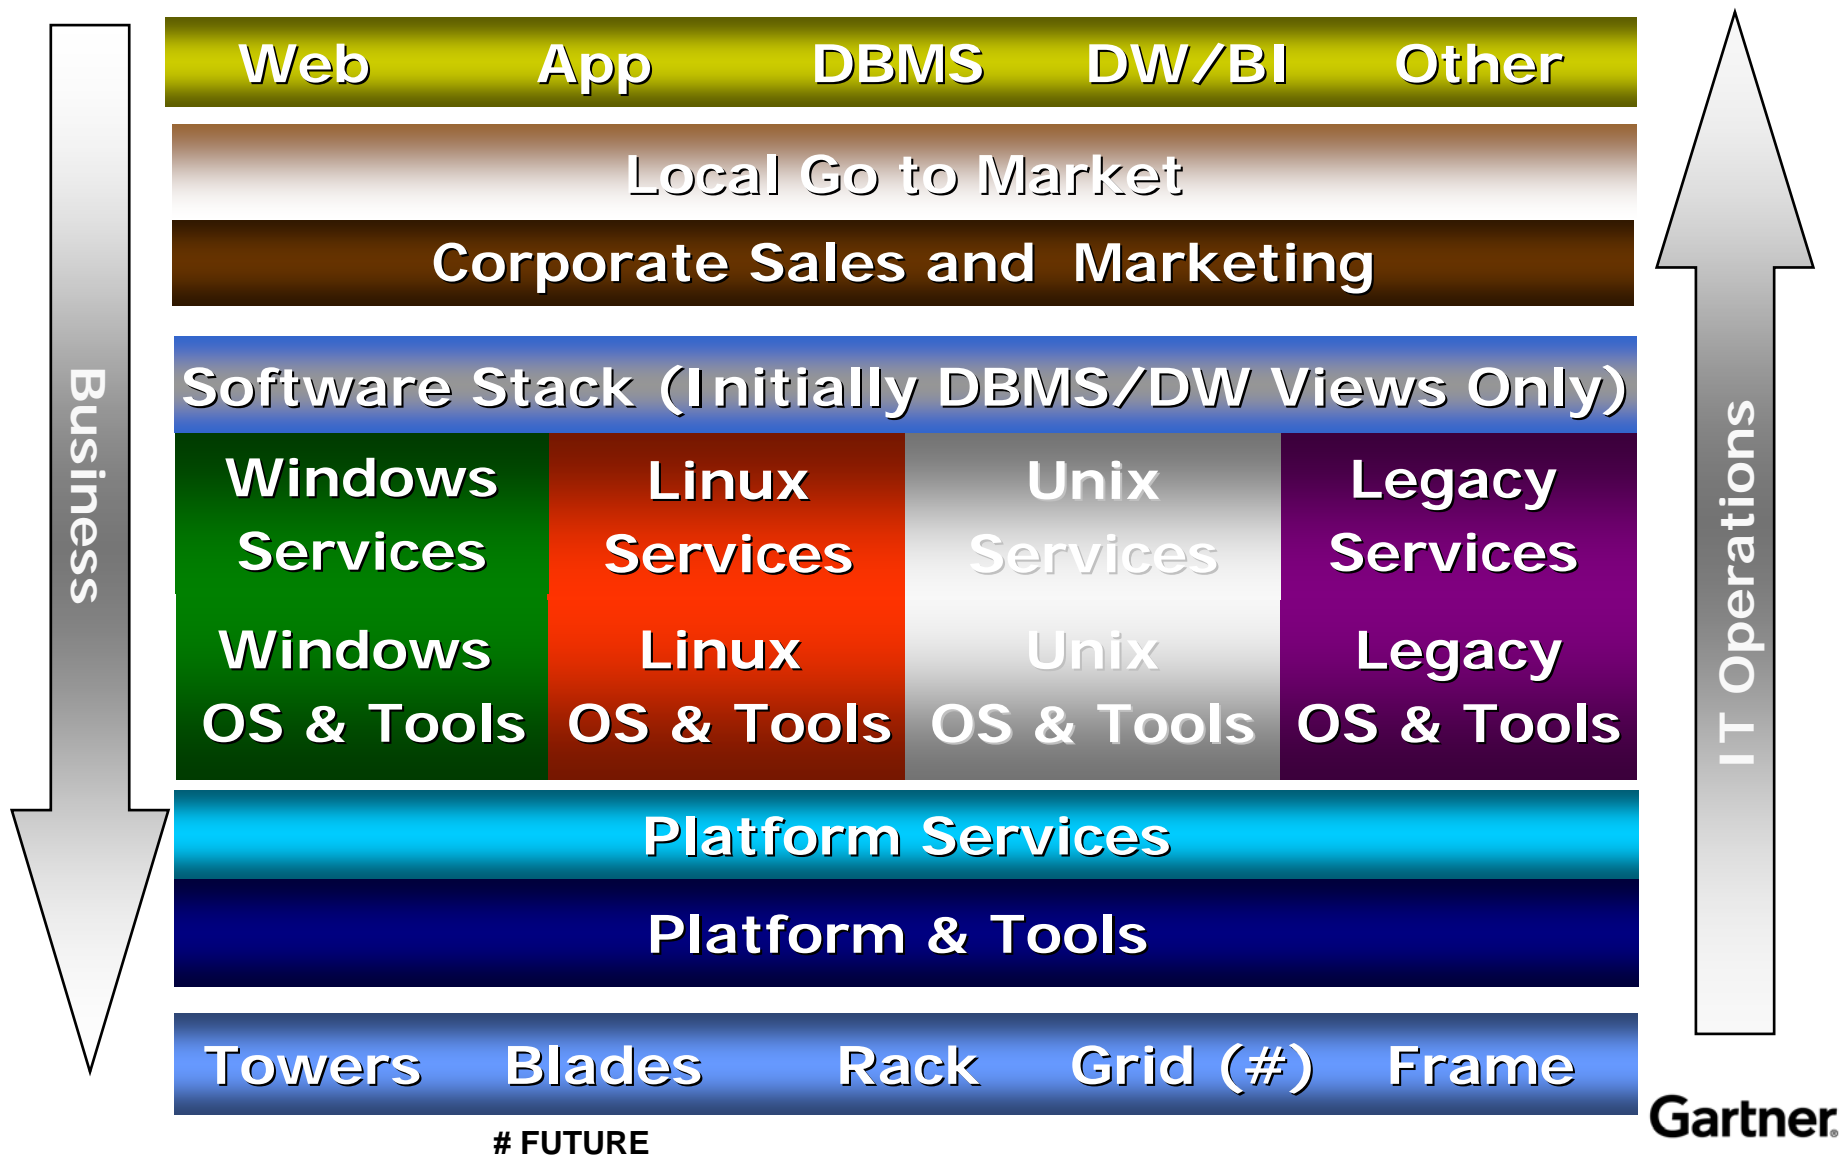 Web App DBMS DW/BI Other
Local Go to Market
Corporate Sales and Marketing
Software Stack (Initially DBMS/DW Views Only)
Windows
Services
Linux
Services
Unix
Services
Legacy
Services
Windows
OS & Tools
Linux
OS & Tools
Unix
OS & Tools
Legacy
OS & Tools
Platform Services
Platform & Tools
Towers Blades Rack Grid (#) Frame
# FUTURE
Business
IT Operations
Gartner®